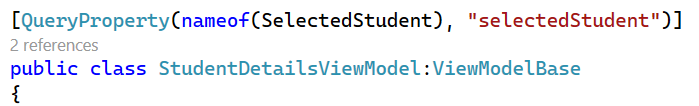 [QueryProperty(nameof(SelectedStudent), "selectedStudent")]
2 references
public class StudentDetailsViewModel:ViewModelBase
{